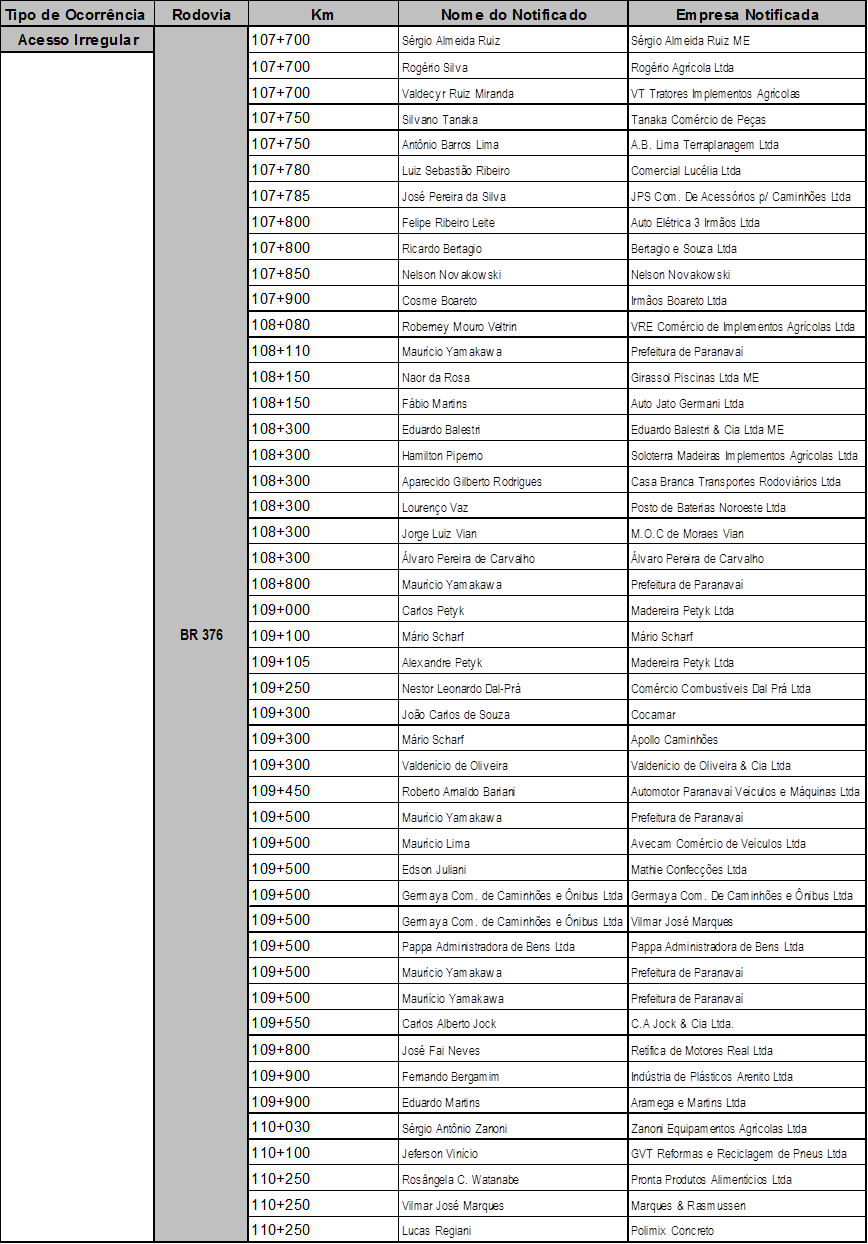 Tipo de Ocorrência Rodovia Km Nome do Notificado Empresa Notificada
Acesso Irregular 107+700 Sérgio Almeida Ruiz Sérgio Almeida Ruiz ME
107+700 Rogério Silva Rogério Agrícola Ltda
107+700 Valdecyr Ruiz Miranda VT Tratores Implementos Agrícolas
107+750 Silvano Tanaka Tanaka Comércio de Peças
107+750 Antônio Barros Lima A.B. Lima Terraplanagem Ltda
107+780 Luiz Sebastião Ribeiro Comercial Lucélia Ltda
107+785 José Pereira da Silva JPS Com. De Acessórios p/ Caminhões Ltda
107+800 Felipe Ribeiro Leite Auto Elétrica 3 Irmãos Ltda
107+800 Ricardo Bertagio Bertagio e Souza Ltda
107+850 Nelson Novakowski Nelson Novakowski
107+900 Cosme Boareto Irmãos Boareto Ltda
108+080 Roberney Mouro Veltrin VRE Comércio de Implementos Agrícolas Ltda
108+110 Maurício Yamakawa Prefeitura de Paranavaí
108+150 Naor da Rosa Girassol Piscinas Ltda ME
108+150 Fábio Martins Auto Jato Germani Ltda
108+300 Eduardo Balestri Eduardo Balestri & Cia Ltda ME
108+300 Hamilton Piperno Soloterra Madeiras Implementos Agrícolas Ltda
108+300 Aparecido Gilberto Rodrigues Casa Branca Transportes Rodoviários Ltda
108+300 Lourenço Vaz Posto de Baterias Noroeste Ltda
108+300 Jorge Luiz Vian M.O.C de Moraes Vian
108+300 Álvaro Pereira de Carvalho Álvaro Pereira de Carvalho
108+800 Maurício Yamakawa Prefeitura de Paranavaí
109+000 Carlos Petyk Madereira Petyk Ltda
BR 376 109+100 Mário Scharf Mário Scharf
109+105 Alexandre Petyk Madereira Petyk Ltda
109+250 Nestor Leonardo Dal-Prá Comércio Combustíveis Dal Prá Ltda
109+300 João Carlos de Souza Cocamar
109+300 Mário Scharf Apollo Caminhões
109+300 Valdenício de Oliveira Valdenício de Oliveira & Cia Ltda
109+450 Roberto Arnaldo Bariani Automotor Paranavaí Veículos e Máquinas Ltda
109+500 Maurício Yamakawa Prefeitura de Paranavaí
109+500 Maurício Lima Avecam Comércio de Veículos Ltda
109+500 Edson Juliani Mathie Confecções Ltda
109+500 Germaya Com. de Caminhões e Ônibus Ltda Germaya Com. De Caminhões e Ônibus Ltda
109+500 Germaya Com. de Caminhões e Ônibus Ltda Vilmar José Marques
109+500 Pappa Administradora de Bens Ltda Pappa Administradora de Bens Ltda
109+500 Maurício Yamakawa Prefeitura de Paranavaí
109+500 Mauriício Yamakawa Prefeitura de Paranavaí
109+550 Carlos Alberto Jock C.A Jock & Cia Ltda.
109+800 José Fai Neves Retífica de Motores Real Ltda
109+900 Fernando Bergamim Indústria de Plásticos Arenito Ltda
109+900 Eduardo Martins Aramega e Martins Ltda
110+030 Sérgio Antônio Zanoni Zanoni Equipamentos Agrícolas Ltda
110+100 Jeferson Vinício GVT Reformas e Reciclagem de Pneus Ltda
110+250 Rosângela C. Watanabe Pronta Produtos Alimentícios Ltda
110+250 Vilmar José Marques Marques & Rasmussen
110+250 Lucas Regiani Polimix Concreto